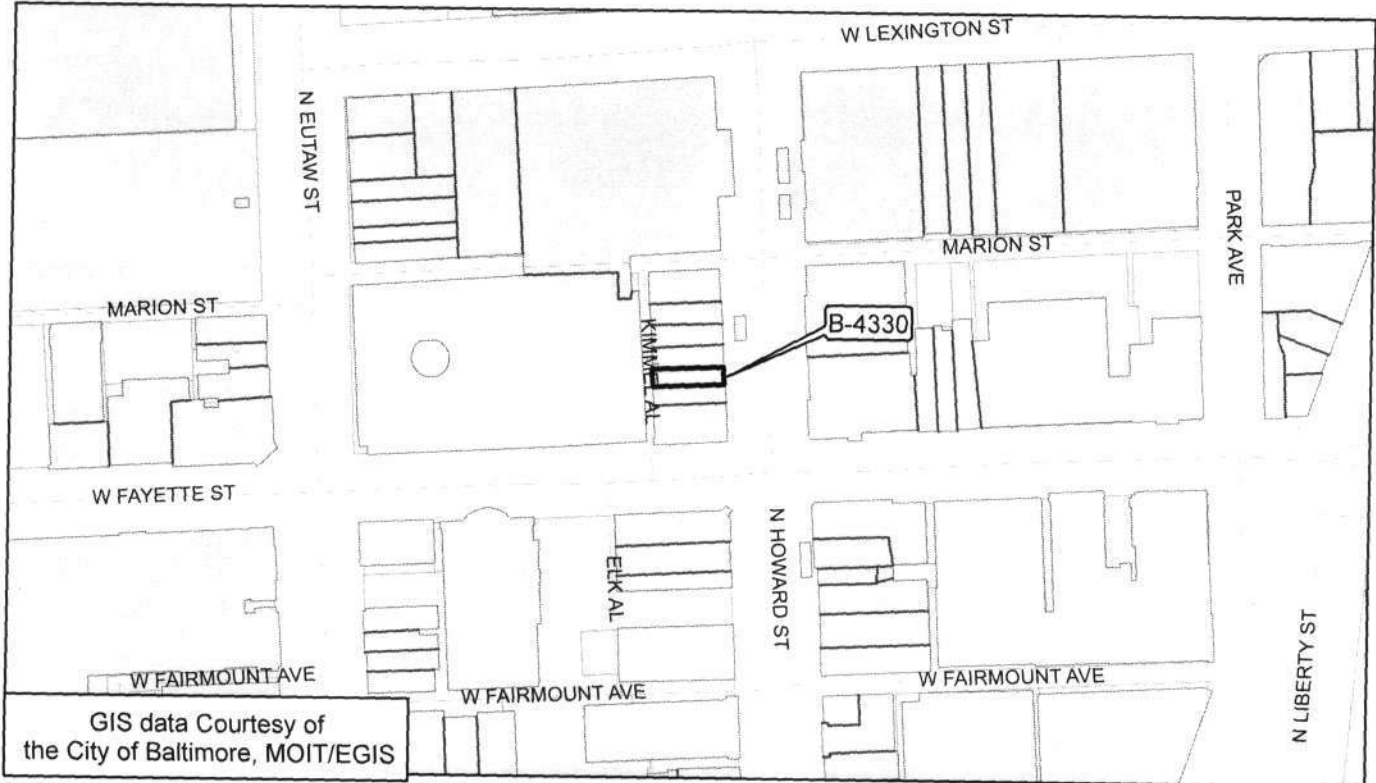 W LEXINGTON ST
N EUTAW ST
PARK AVE
MARION ST
MARION ST
B-4330
KIMMEL AL
W FAYETTE ST
N HOWARD ST
ELK AL
N LIBERTY ST
W FAIRMOUNT AVE
W FAIRMOUNT AVE
W FAIRMOUNT AVE
GIS data Courtesy of
the City of Baltimore, MOIT/EGIS